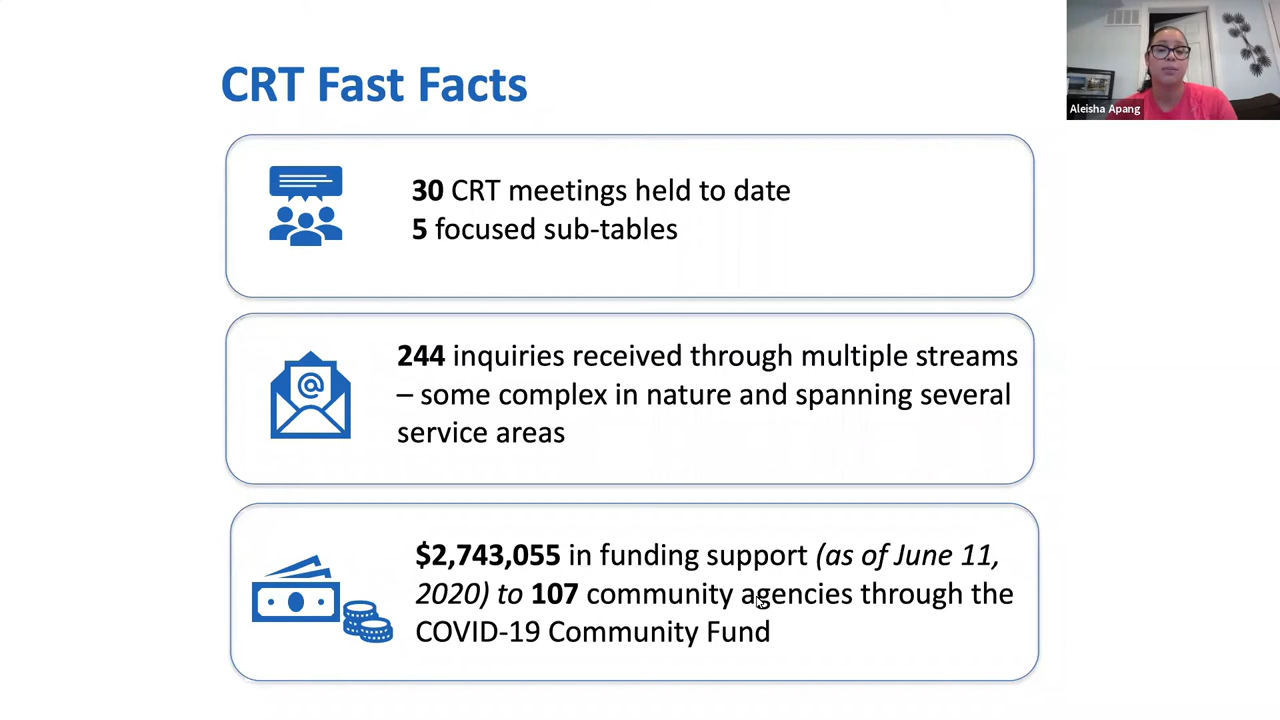 CRT Fast Facts
Aleisha Apang
30 CRT meetings held to date
5 focused sub-tables
244 inquiries received through multiple streams
– some complex in nature and spanning several
service areas
$2,743,055 in funding support (as of June 11,
2020) to 107 community agencies through the
COVID-19 Community Fund